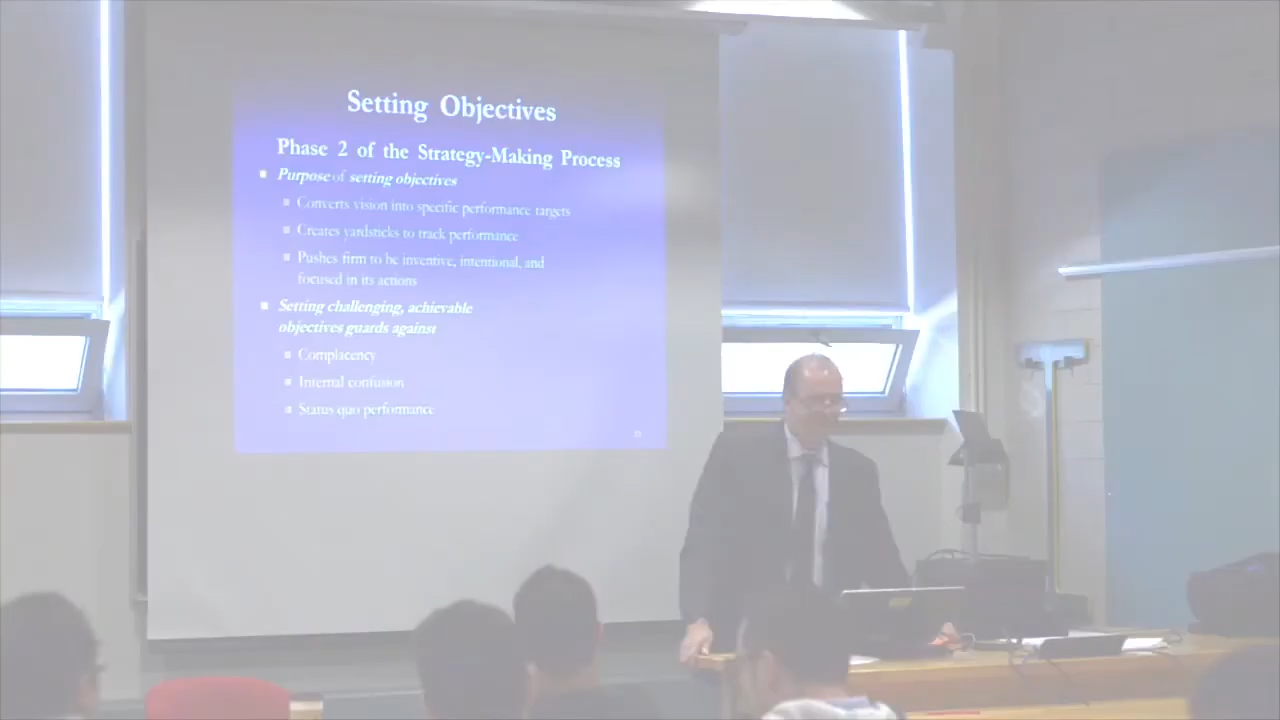 Setting Objectives
Phase 2 of the Strategy-Making Process
Purpose of setting objectives
Converts vision into specific performance targets
Creates yardsticks to track performance
Pushes firm to be inventive, intentional, and
focused in its actions
Setting challenging, achievable
objectives guards against
Complacency
Internal confusion
Status quo performance